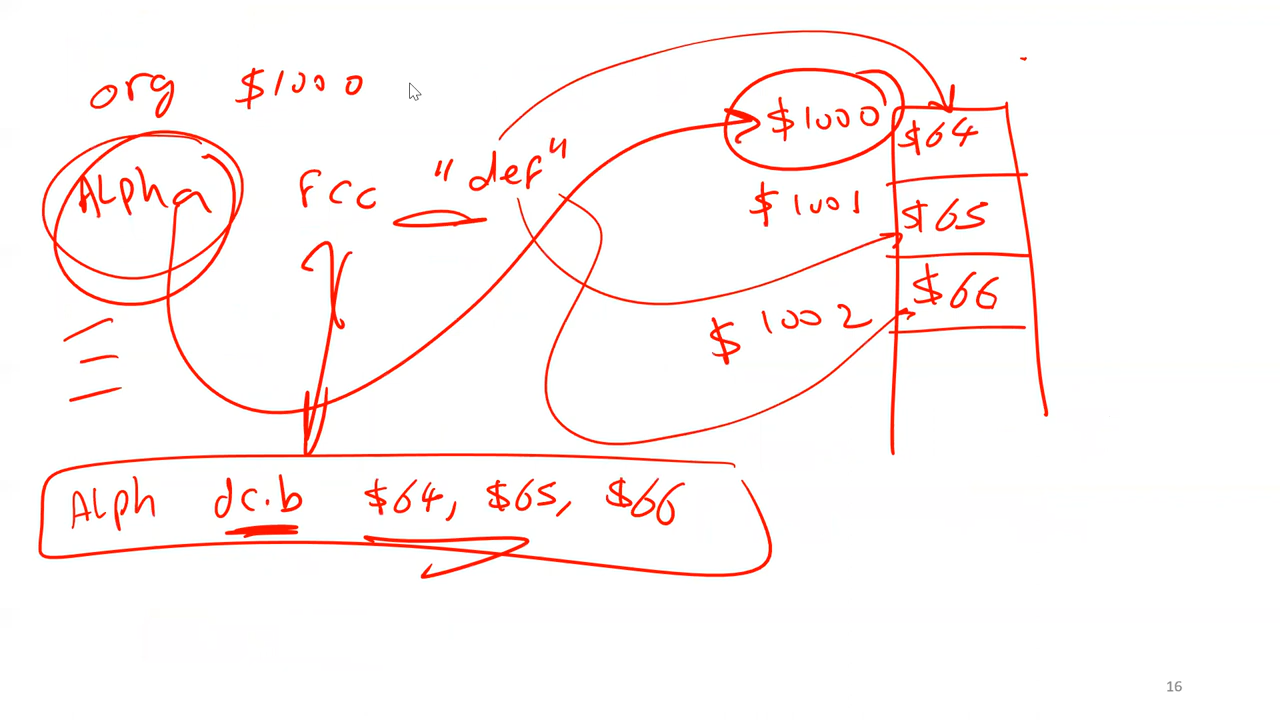 org $1000
Alpha FCC "def"
$1000 $64
$1001 $65
$1002 $66
Alph dc.b $64, $65, $66
16